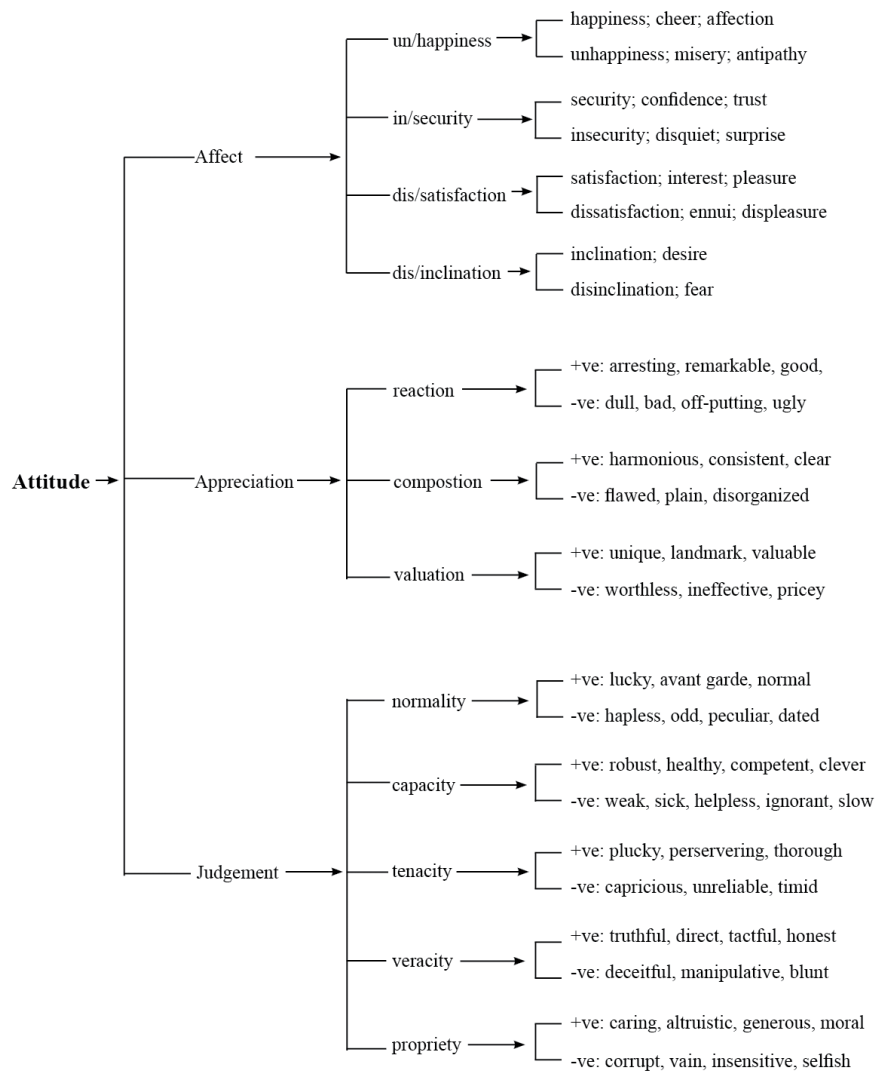 un/happiness
happiness; cheer; affection
unhappiness; misery; antipathy
in/security
security; confidence; trust
insecurity; disquiet; surprise
Affect
dis/satisfaction
satisfaction; interest; pleasure
dissatisfaction; ennui; displeasure
dis/inclination
inclination; desire
disinclination; fear
reaction
+ve: arresting, remarkable, good,
-ve: dull, bad, off-putting, ugly
Attitude
Appreciation
compostion
+ve: harmonious, consistent, clear
-ve: flawed, plain, disorganized
valuation
+ve: unique, landmark, valuable
-ve: worthless, ineffective, pricey
normality
+ve: lucky, avant garde, normal
-ve: hapless, odd, peculiar, dated
capacity
+ve: robust, healthy, competent, clever
-ve: weak, sick, helpless, ignorant, slow
Judgement
tenacity
+ve: plucky, perservering, thorough
-ve: capricious, unreliable, timid
veracity
+ve: truthful, direct, tactful, honest
-ve: deceitful, manipulative, blunt
propriety
+ve: caring, altruistic, generous, moral
-ve: corrupt, vain, insensitive, selfish